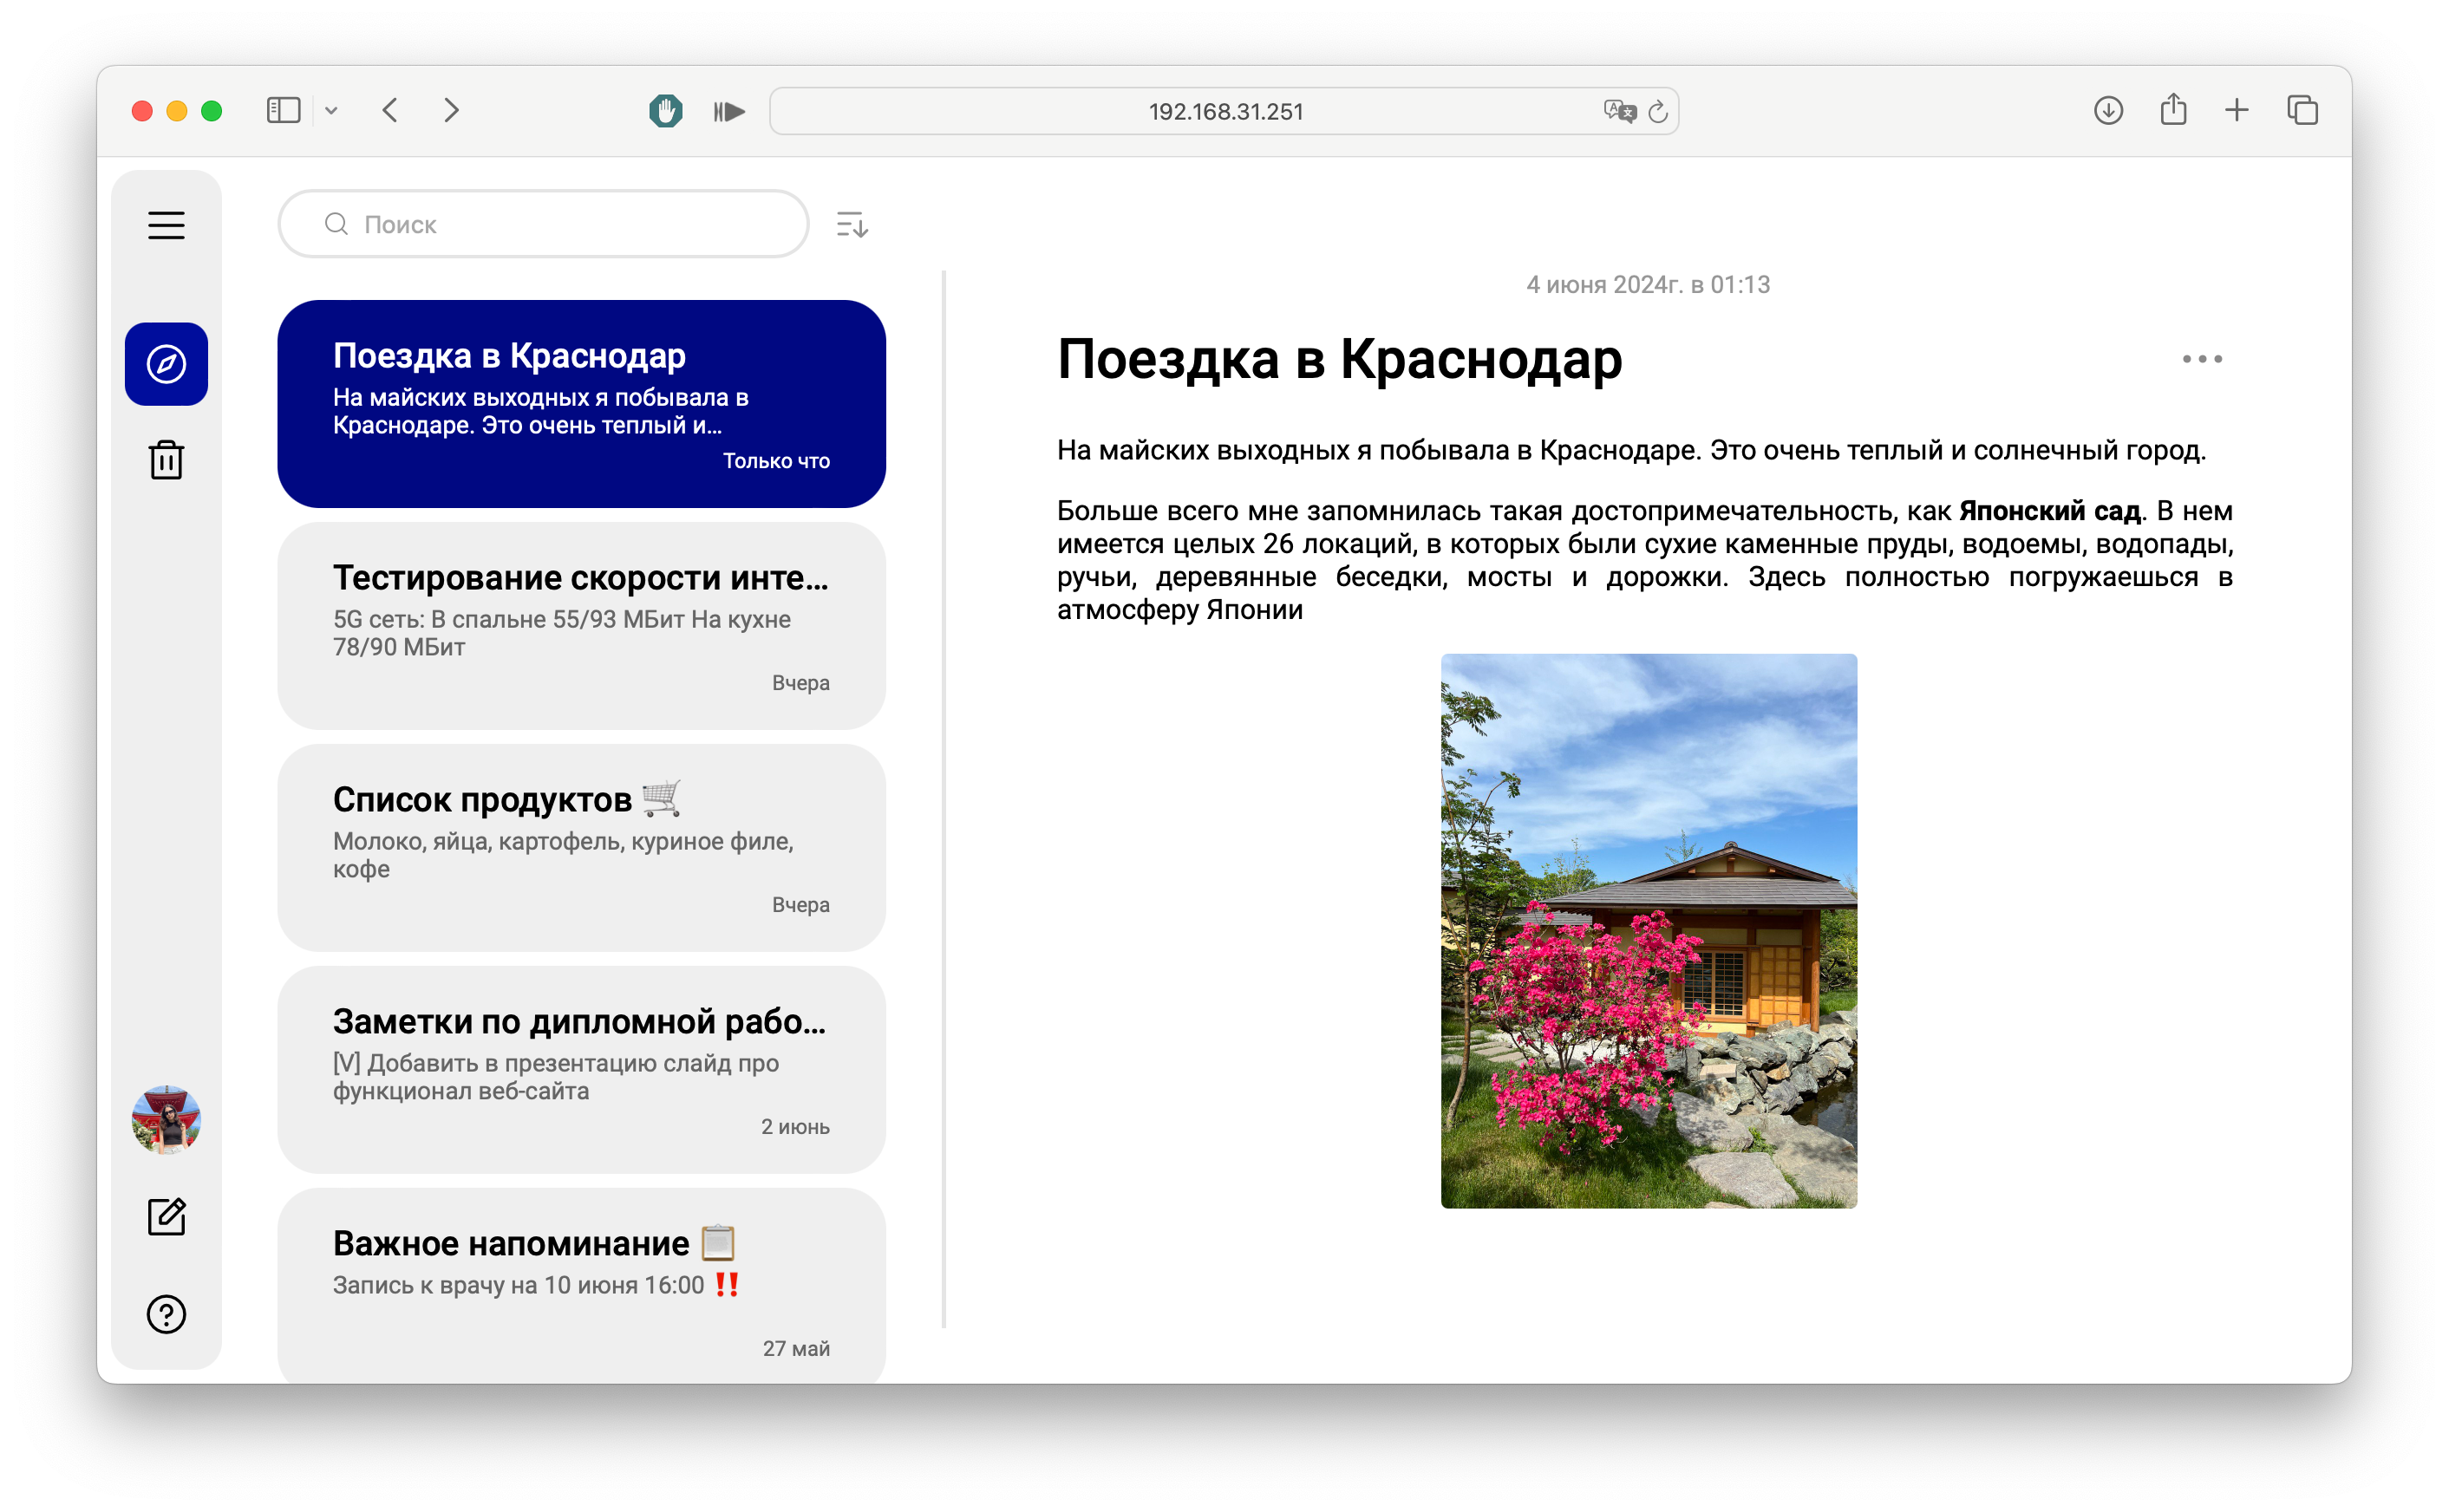 192.168.31.251
Поиск
Поездка в Краснодар
На майских выходных я побывала в
Краснодаре. Это очень теплый и...
Только что
Тестирование скорости инте...
5G сеть: В спальне 55/93 МБит На кухне
78/90 МБит
Вчера
Список продуктов 🛒
Молоко, яйца, картофель, куриное филе,
кофе
Вчера
Заметки по дипломной рабо...
[V] Добавить в презентацию слайд про
функционал веб-сайта
2 июнь
Важное напоминание 📋
Запись к врачу на 10 июня 16:00 ‼️
27 май
4 июня 2024г. в 01:13
Поездка в Краснодар
На майских выходных я побывала в Краснодаре. Это очень теплый и солнечный город.
Больше всего мне запомнилась такая достопримечательность, как Японский сад. В нем
имеется целых 26 локаций, в которых были сухие каменные пруды, водоемы, водопады,
ручьи, деревянные беседки, мосты и дорожки. Здесь полностью погружаешься в
атмосферу Японии